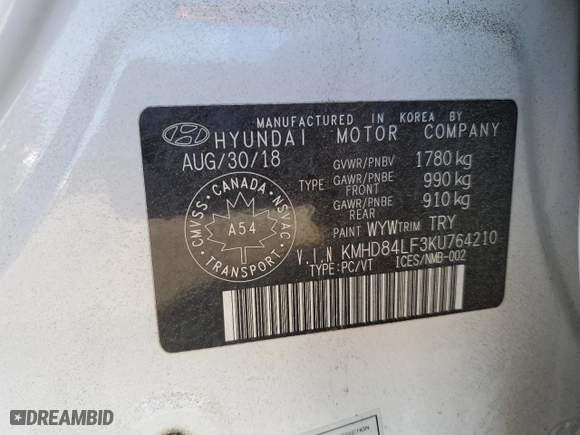 MANUFACTURED IN KOREA BY
HYUNDAI MOTOR COMPANY
AUG/30/18
GVWR/PNBV 1780 kg
TYPE GAWR/PNBE FRONT 990 kg
GAWR/PNBE REAR 910 kg
PAINT WYW TRIM TRY
CANADA
CMVSS NSVAC
A54
TRANSPORT
V.I.N KMHD84LF3KU764210
TYPE:PC/VT ICES/NMB-002
DREAMBID